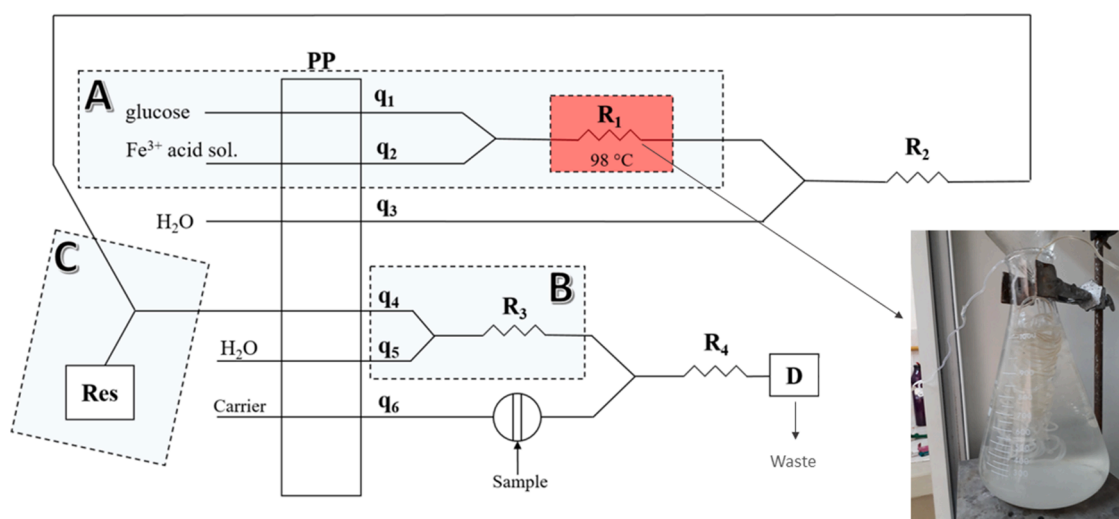 PP
A
glucose
q₁
R₁
Fe³⁺ acid sol.
q₂
98 °C
R₂
H₂O
q₃
C
B
q₄
R₃
H₂O
q₅
R₄
D
Res
Carrier
q₆
Waste
Sample